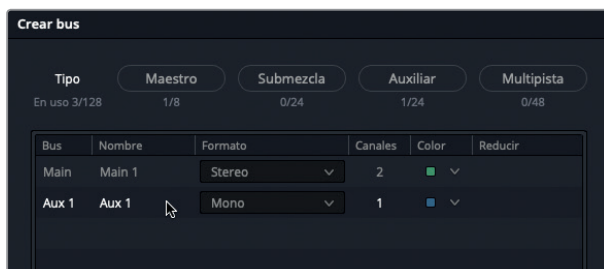 Crear bus
Tipo Maestro Submezcla Auxiliar Multipista
En uso 3/128 1/8 0/24 1/24 0/48
Bus Nombre Formato Canales Color Reducir
Main Main 1 Stereo 2
Aux 1 Aux 1 Mono 1